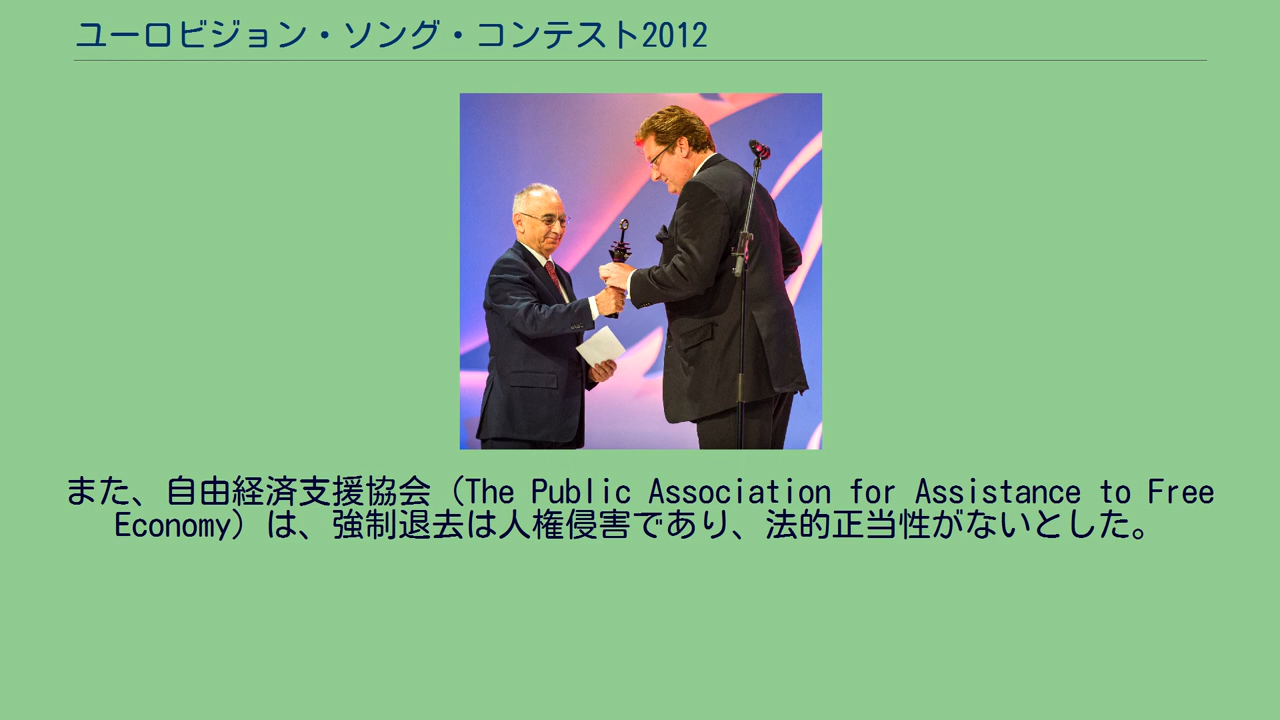 ユーロビジョン・ソング・コンテスト2012
また、自由経済支援協会（The Public Association for Assistance to Free
Economy）は、強制退去は人権侵害であり、法的正当性がないとした。